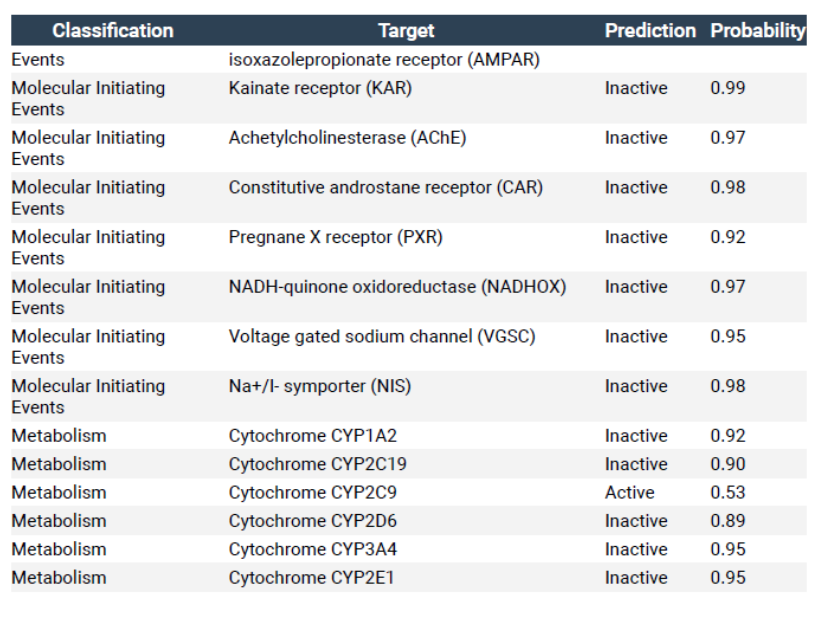 Classification Target Prediction Probability
Events isoxazolepropionate receptor (AMPAR)
Molecular Initiating Kainate receptor (KAR) Inactive 0.99
Events
Molecular Initiating Achetylcholinesterase (AChE) Inactive 0.97
Events
Molecular Initiating Constitutive androstane receptor (CAR) Inactive 0.98
Events
Molecular Initiating Pregnane X receptor (PXR) Inactive 0.92
Events
Molecular Initiating NADH-quinone oxidoreductase (NADHOX) Inactive 0.97
Events
Molecular Initiating Voltage gated sodium channel (VGSC) Inactive 0.95
Events
Molecular Initiating Na+/I- symporter (NIS) Inactive 0.98
Events
Metabolism Cytochrome CYP1A2 Inactive 0.92
Metabolism Cytochrome CYP2C19 Inactive 0.90
Metabolism Cytochrome CYP2C9 Active 0.53
Metabolism Cytochrome CYP2D6 Inactive 0.89
Metabolism Cytochrome CYP3A4 Inactive 0.95
Metabolism Cytochrome CYP2E1 Inactive 0.95